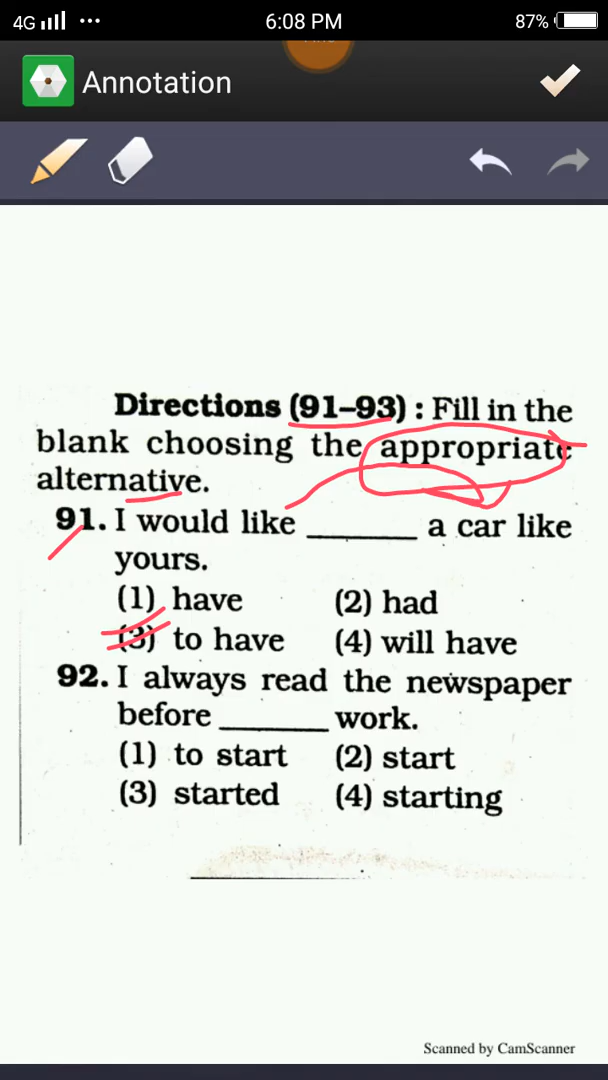 4G ... 6:08 PM 87%
Annotation
Directions (91–93) : Fill in the
blank choosing the appropriate
alternative.
91. I would like ______ a car like
yours.
(1) have (2) had
(3) to have (4) will have
92. I always read the newspaper
before ______ work.
(1) to start (2) start
(3) started (4) starting
Scanned by CamScanner